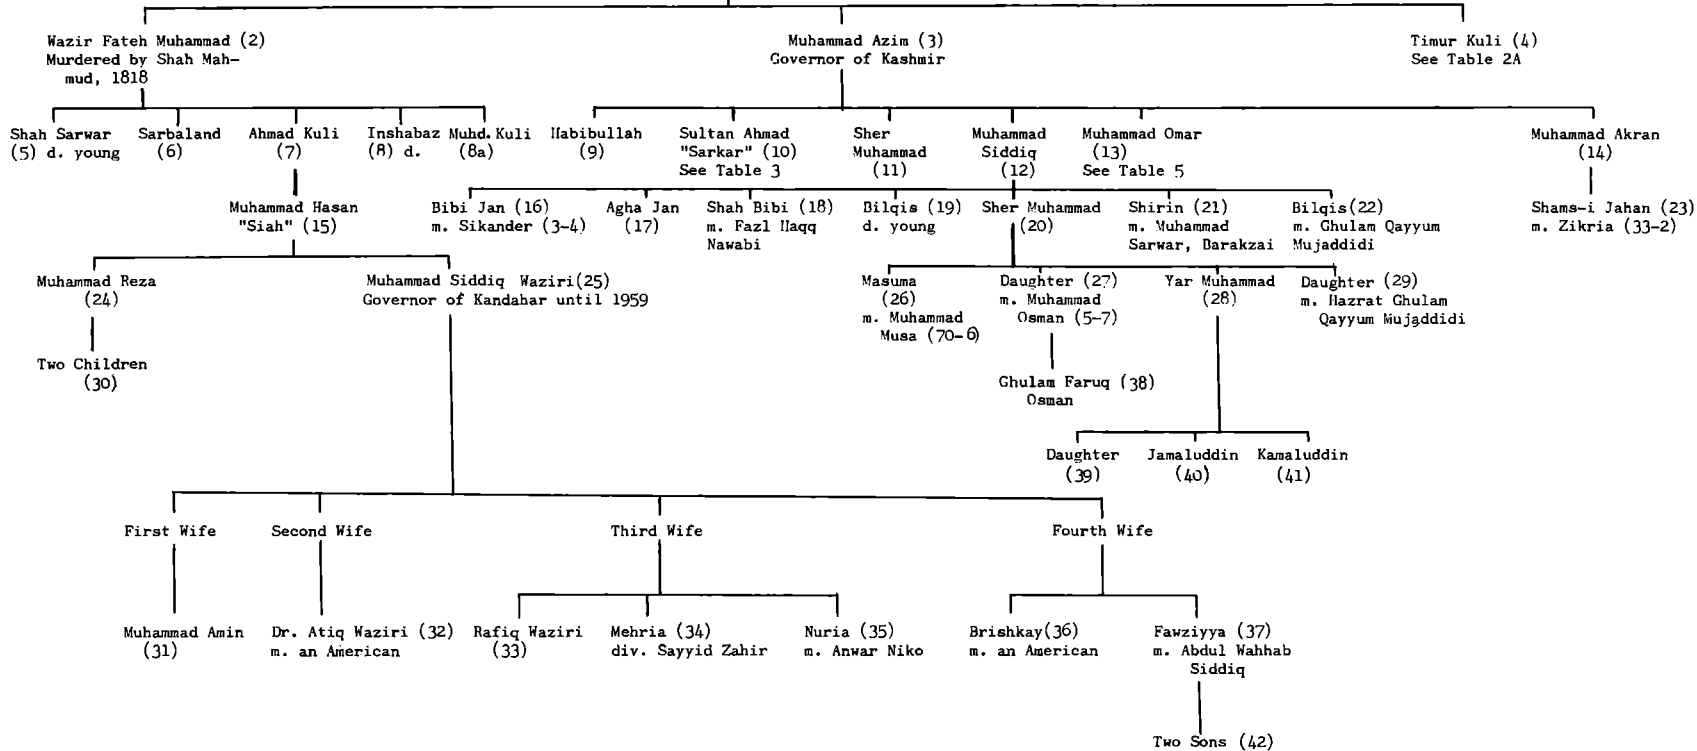 Wazir Fateh Muhammad (2)
Murdered by Shah Mah-
mud, 1818
Muhammad Azim (3)
Governor of Kashmir
Timur Kuli (4)
See Table 2A
Shah Sarwar
(5) d. young
Sarbaland
(6)
Ahmad Kuli
(7)
Inshabaz
(8) d.
Muhd. Kuli
(8a)
Habibullah
(9)
Sultan Ahmad
"Sarkar" (10)
See Table 3
Sher
Muhammad
(11)
Muhammad
Siddiq
(12)
Muhammad Omar
(13)
See Table 5
Muhammad Akran
(14)
Muhammad Hasan
"Siah" (15)
Bibi Jan (16)
m. Sikander (3-4)
Agha Jan
(17)
Shah Bibi (18)
m. Fazl Haqq
Nawabi
Bilqis (19)
d. young
Sher Muhammad
(20)
Shirin (21)
m. Muhammad
Sarwar, Barakzai
Bilqis(22)
m. Ghulam Qayyum
Mujaddidi
Shams-i Jahan (23)
m. Zikria (33-2)
Muhammad Reza
(24)
Muhammad Siddiq Waziri(25)
Governor of Kandahar until 1959
Masuma
(26)
m. Muhammad
Musa (70-6)
Daughter (27)
m. Muhammad
Osman (5-7)
Yar Muhammad
(28)
Daughter (29)
m. Hazrat Ghulam
Qayyum Mujaddidi
Two Children
(30)
Ghulam Faruq (38)
Osman
Daughter
(39)
Jamaluddin
(40)
Kamaluddin
(41)
First Wife
Second Wife
Third Wife
Fourth Wife
Muhammad Amin
(31)
Dr. Atiq Waziri (32)
m. an American
Rafiq Waziri
(33)
Mehria (34)
div. Sayyid Zahir
Nuria (35)
m. Anwar Niko
Brishkay(36)
m. an American
Fawziyya (37)
m. Abdul Wahhab
Siddiq
Two Sons (42)